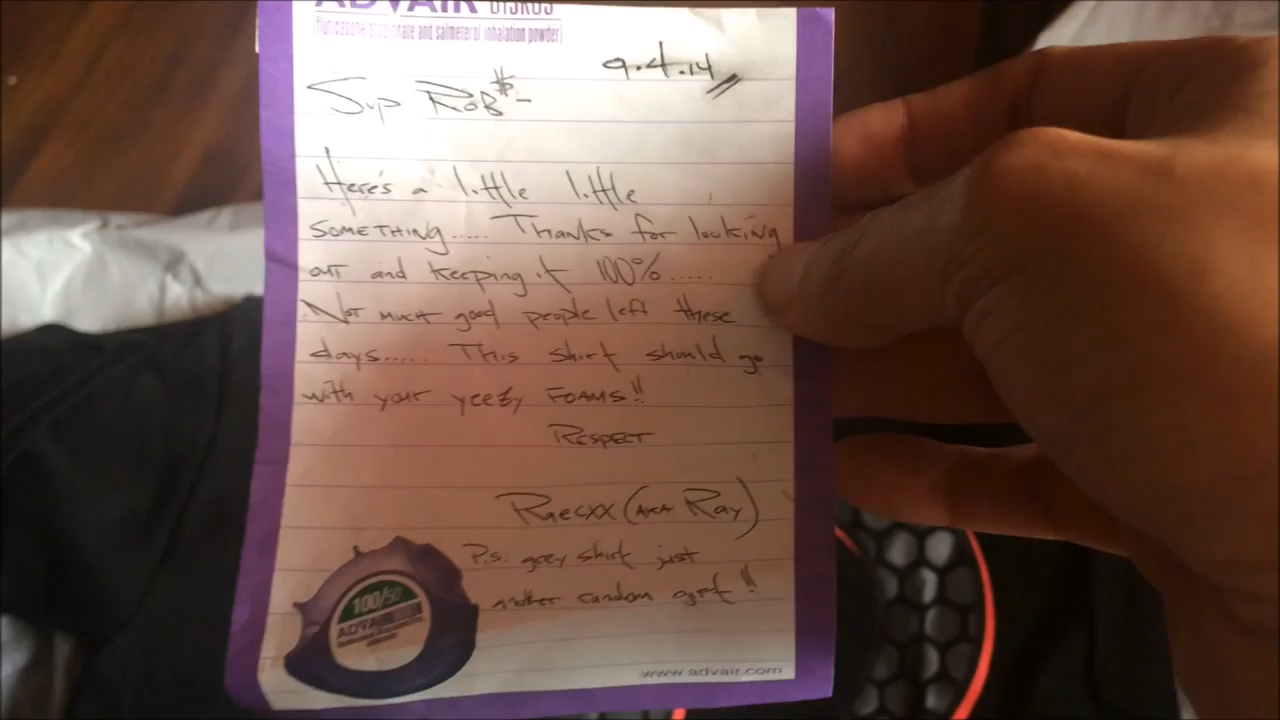 ADVAIR DISKUS
(fluticasone propionate and salmeterol inhalation powder)
9.4.14
Sup Rob$-
Here's a little little
something..... Thanks for looking
out and keeping it 100%.....
Not much good people left these
days..... This shirt should go
with your yeezy FOAMS!!
Respect
Raecxx (AKA Ray)
P.s. grey shirt just
another random gift!!
100/50
ADVAIR DISKUS
www.advair.com